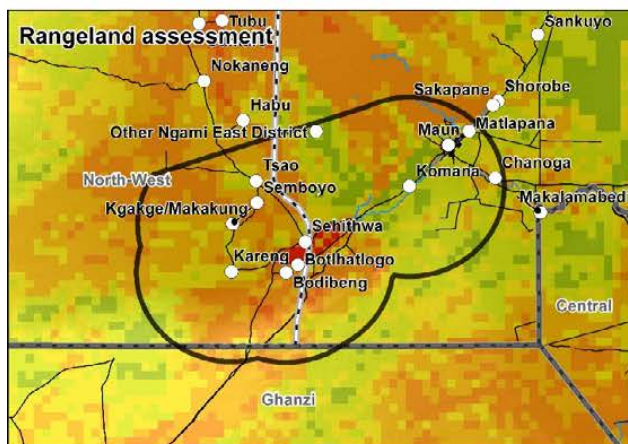 Tubu
Rangeland assessment
Sankuyo
Nokaneng
Sakapane
Shorobe
Habu
Other Ngami East District
Maun
Matlapana
Tsao
North-West
Semboyo
Komana
Chanoga
Kgakge/Makakung
Makalamabed
Sehithwa
Kareng
Botlhatlogo
Bodibeng
Central
Ghanzi